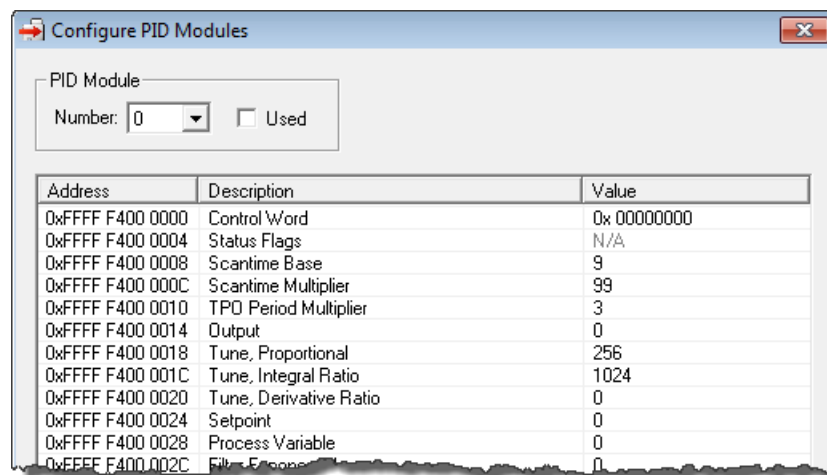 Configure PID Modules
PID Module
Number: 0 Used
Address Description Value
0xFFFF F400 0000 Control Word 0x 00000000
0xFFFF F400 0004 Status Flags N/A
0xFFFF F400 0008 Scantime Base 9
0xFFFF F400 000C Scantime Multiplier 99
0xFFFF F400 0010 TPO Period Multiplier 3
0xFFFF F400 0014 Output 0
0xFFFF F400 0018 Tune, Proportional 256
0xFFFF F400 001C Tune, Integral Ratio 1024
0xFFFF F400 0020 Tune, Derivative Ratio 0
0xFFFF F400 0024 Setpoint 0
0xFFFF F400 0028 Process Variable 0
0xFFFF F400 002C 0